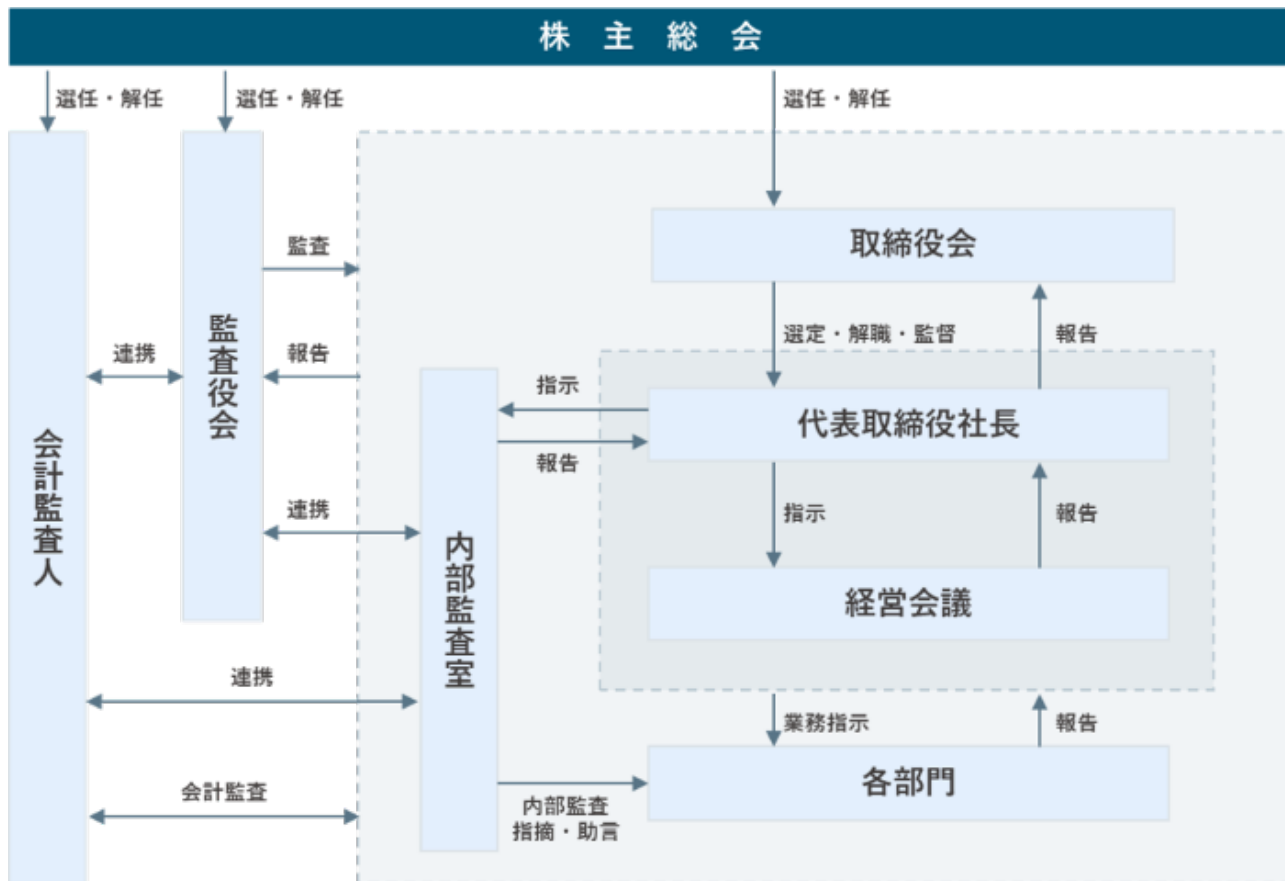 株主総会
選任・解任
選任・解任
選任・解任
取締役会
監査
選定・解職・監督
報告
監査役会
連携
報告
指示
代表取締役社長
報告
連携
指示
報告
会計監査人
内部監査室
経営会議
連携
業務指示
報告
会計監査
各部門
内部監査
指摘・助言